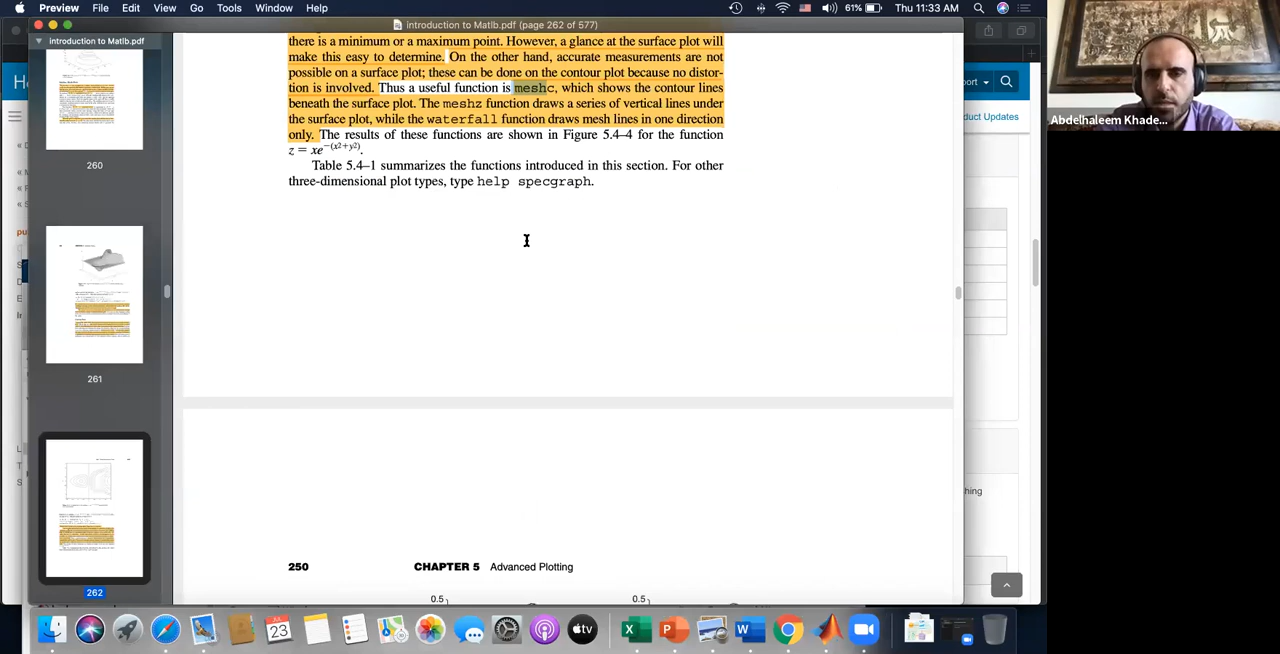 Preview File Edit View Go Tools Window Help
61% Thu 11:33 AM
introduction to Matlb.pdf (page 262 of 577)
introduction to Matlb.pdf
260
261
262
there is a minimum or a maximum point. However, a glance at the surface plot will
make this easy to determine. On the other hand, accurate measurements are not
possible on a surface plot; these can be done on the contour plot because no distor-
tion is involved. Thus a useful function is meshc, which shows the contour lines
beneath the surface plot. The meshz function draws a series of vertical lines under
the surface plot, while the waterfall function draws mesh lines in one direction
only. The results of these functions are shown in Figure 5.4–4 for the function
z = xe−(x2+y2).
Table 5.4–1 summarizes the functions introduced in this section. For other
three-dimensional plot types, type help specgraph.
250 CHAPTER 5 Advanced Plotting
0.5 0.5
port
duct Updates
hing
Abdelhaleem Khade...
JUL
23
tv